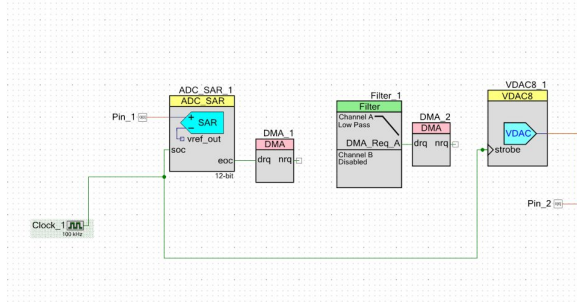 ADC_SAR_1
ADC_SAR
Pin_1
SAR
vref_out
soc
eoc
12-bit
DMA_1
DMA
drq nrq
Filter_1
Filter
Channel A
Low Pass
DMA_Req_A
Channel B
Disabled
DMA_2
DMA
drq nrq
VDAC8_1
VDAC8
VDAC
strobe
Pin_2
Clock_1
100 kHz